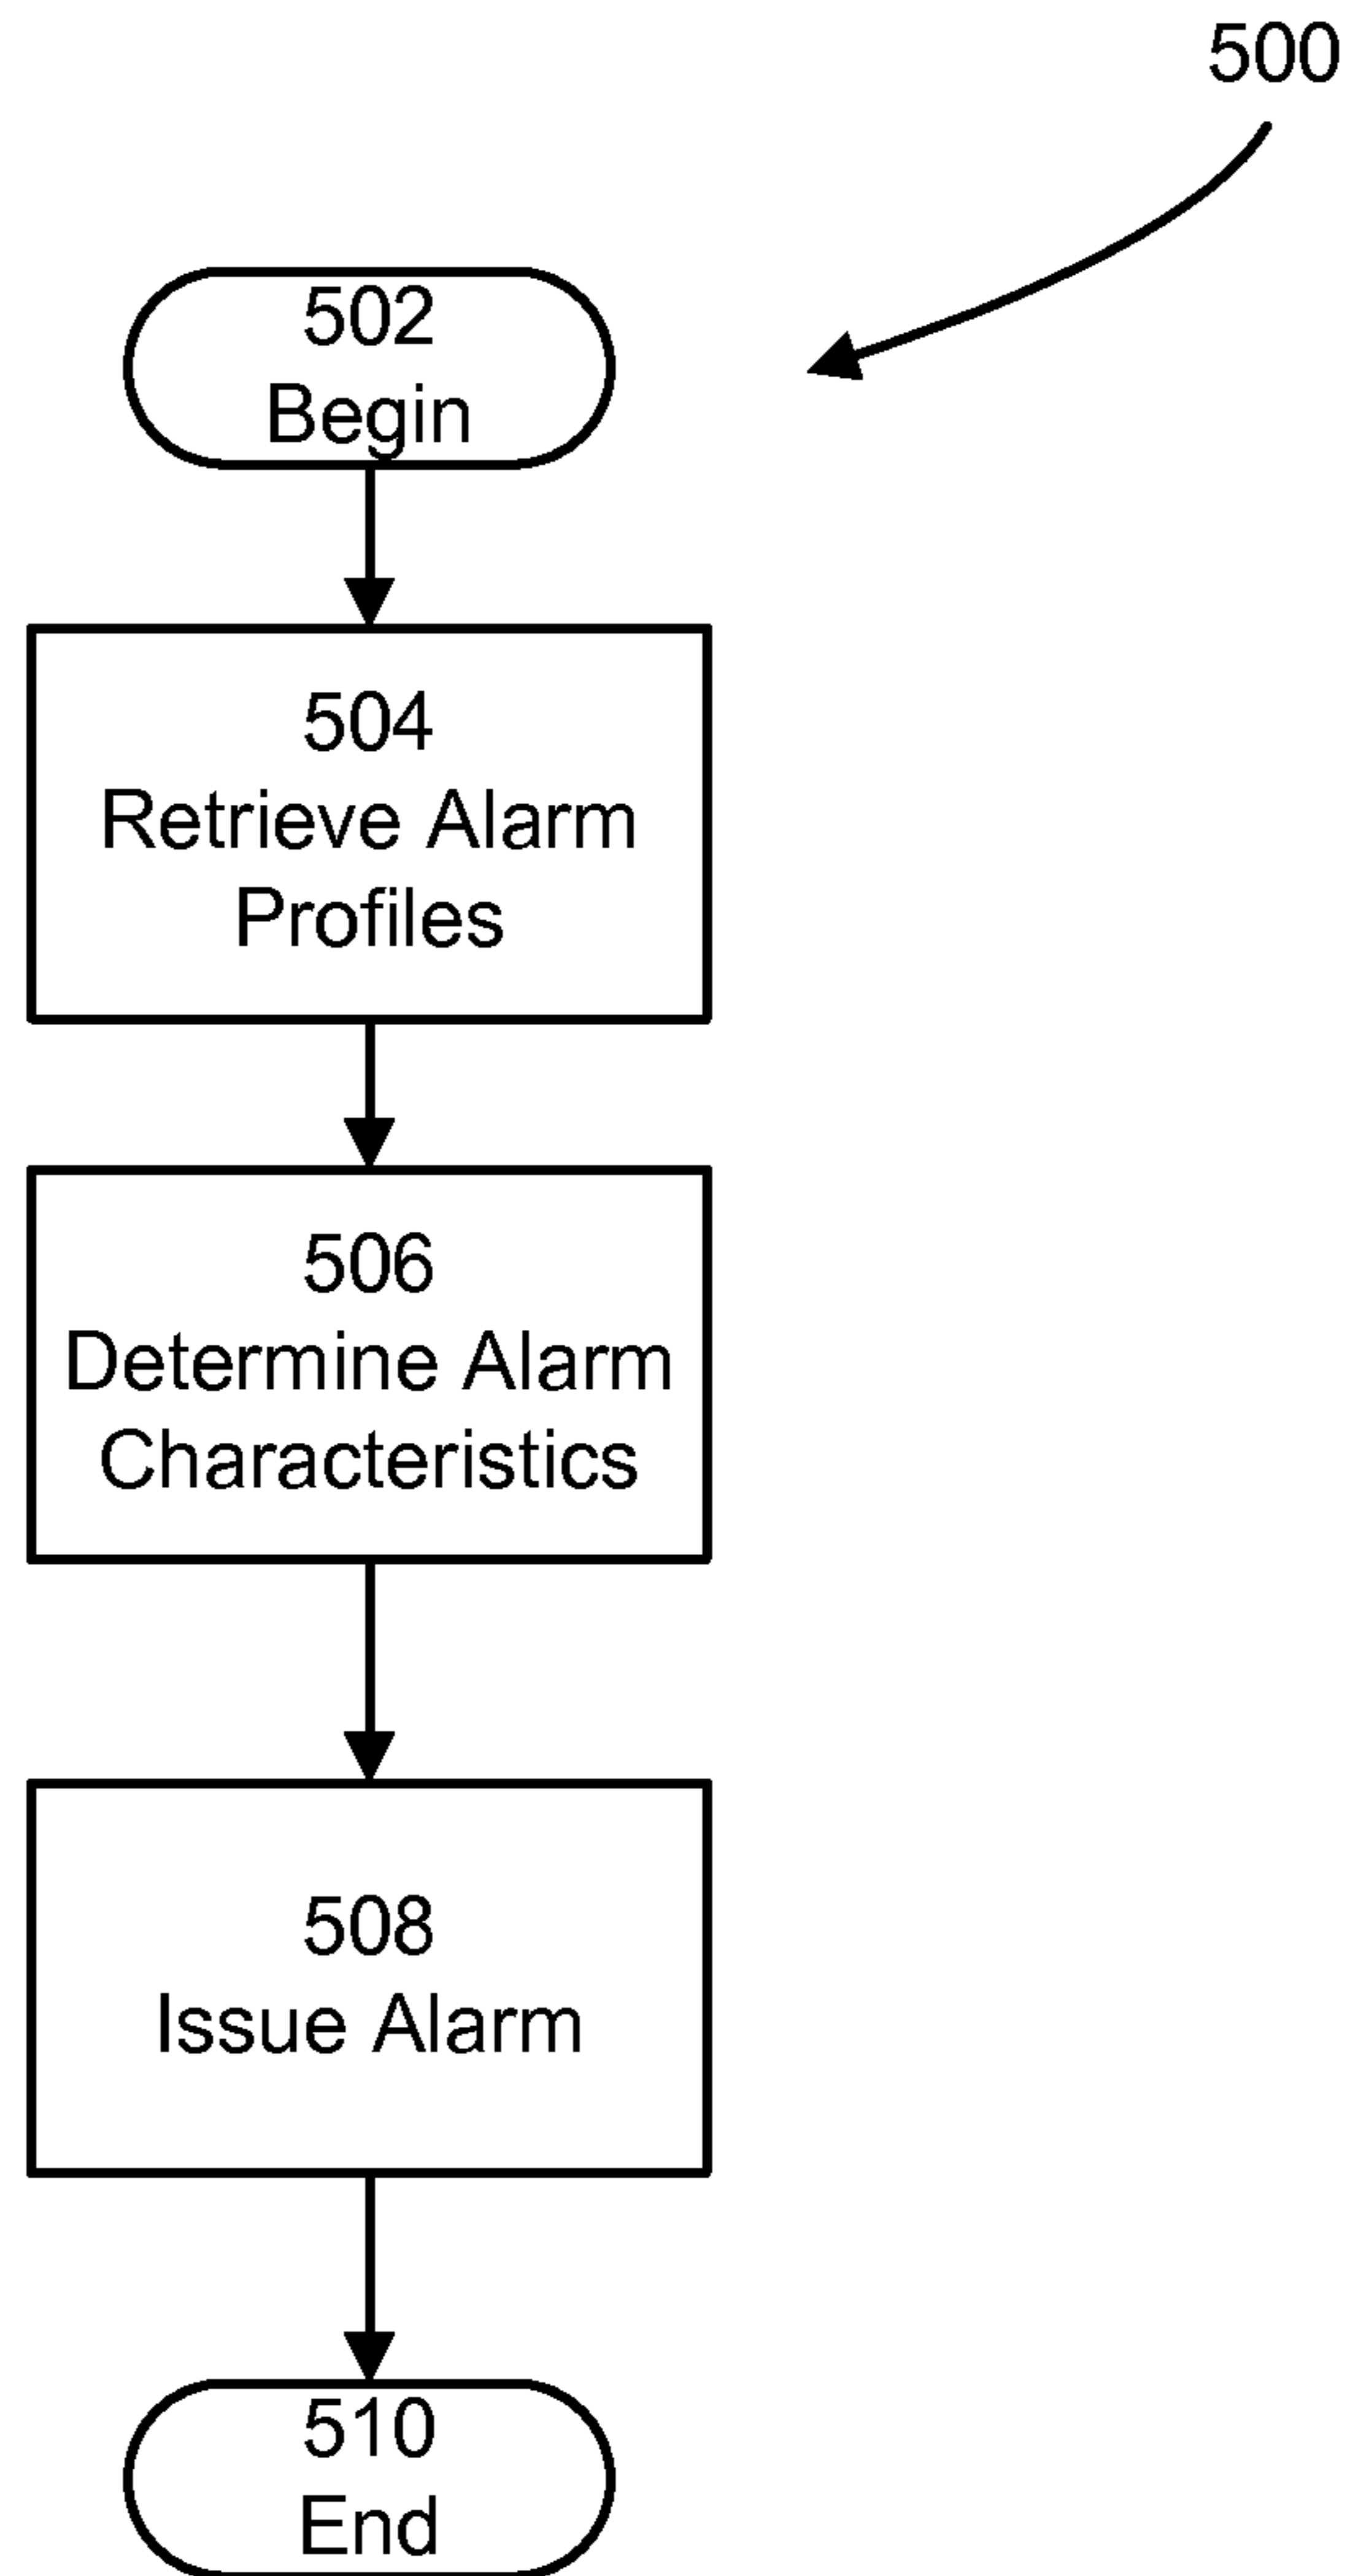 500
502
Begin
504
Retrieve Alarm
Profiles
506
Determine Alarm
Characteristics
508
Issue Alarm
510
End